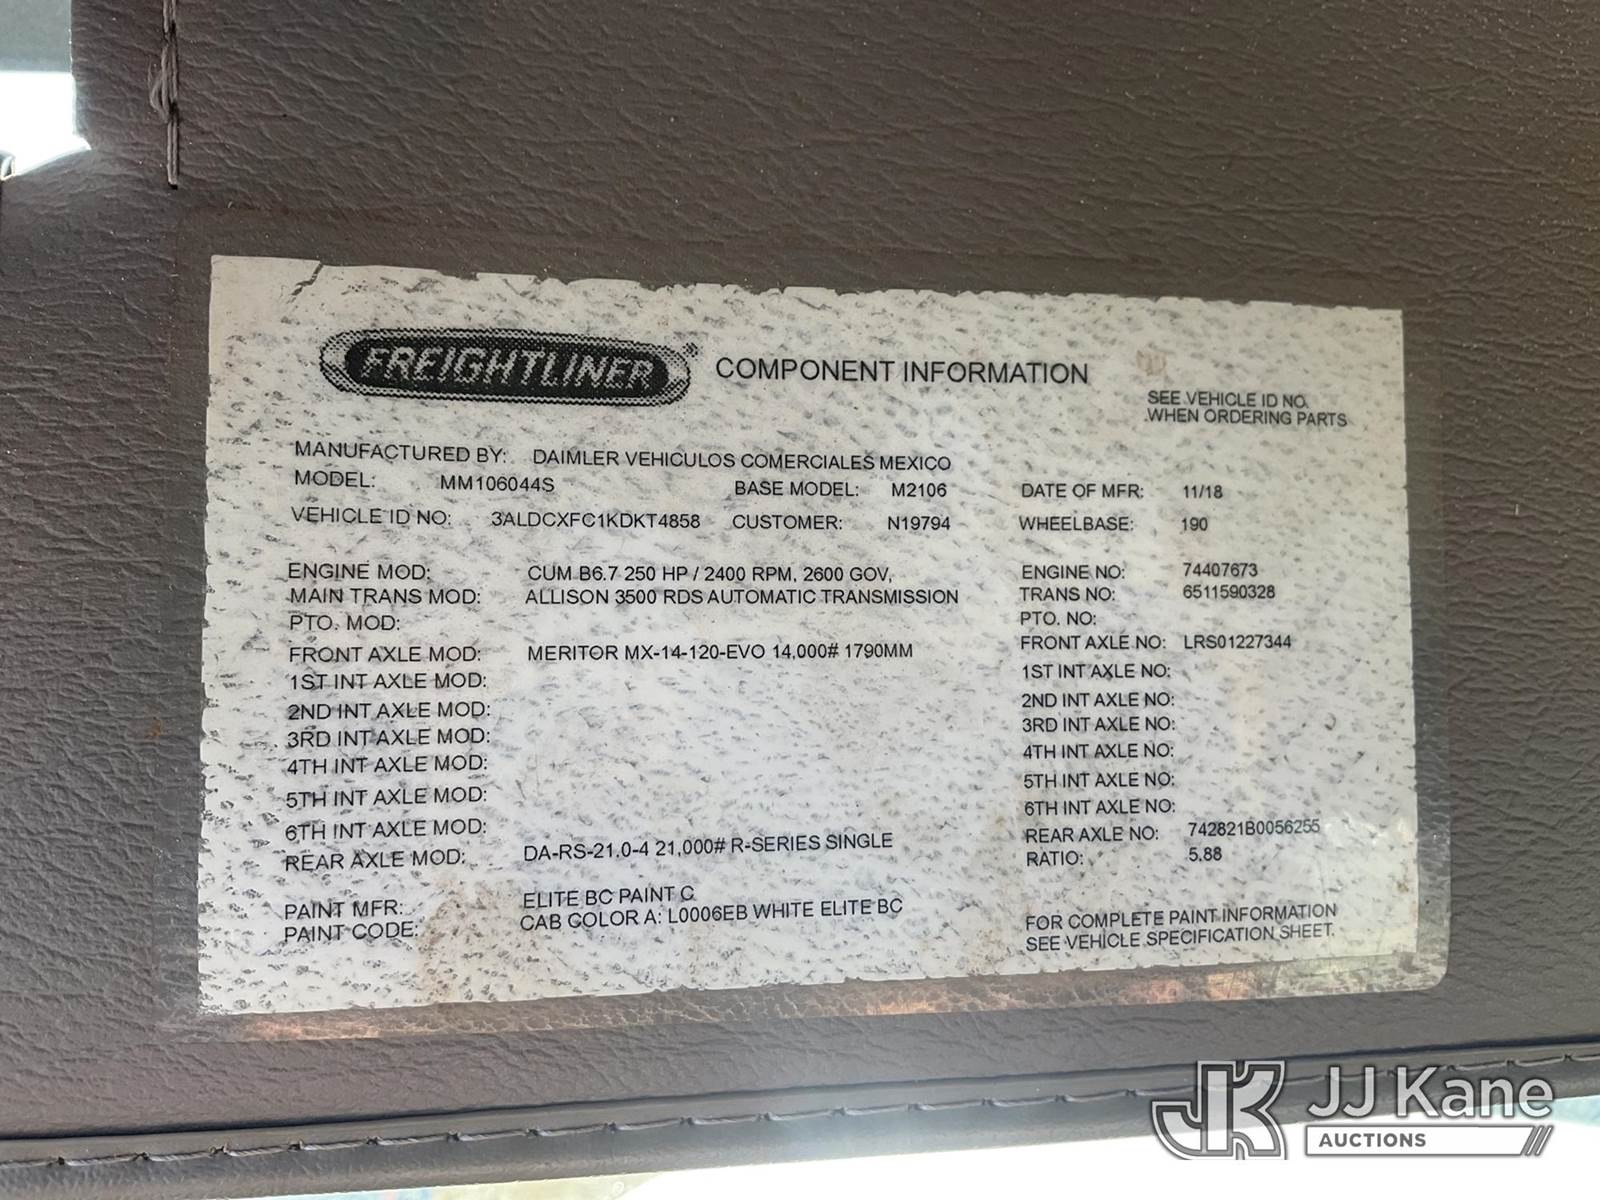 FREIGHTLINER® COMPONENT INFORMATION
SEE VEHICLE ID NO.
WHEN ORDERING PARTS
MANUFACTURED BY: DAIMLER VEHICULOS COMERCIALES MEXICO
MODEL: MM106044S BASE MODEL: M2106 DATE OF MFR: 11/18
VEHICLE ID NO: 3ALDCXFC1KDKT4858 CUSTOMER: N19794 WHEELBASE: 190
ENGINE MOD: CUM B6.7 250 HP / 2400 RPM, 2600 GOV, ENGINE NO: 74407673
MAIN TRANS MOD: ALLISON 3500 RDS AUTOMATIC TRANSMISSION TRANS NO: 6511590328
PTO. MOD: PTO. NO:
FRONT AXLE MOD: MERITOR MX-14-120-EVO 14,000# 1790MM FRONT AXLE NO: LRS01227344
1ST INT AXLE MOD: 1ST INT AXLE NO:
2ND INT AXLE MOD: 2ND INT AXLE NO:
3RD INT AXLE MOD: 3RD INT AXLE NO:
4TH INT AXLE MOD: 4TH INT AXLE NO:
5TH INT AXLE MOD: 5TH INT AXLE NO:
6TH INT AXLE MOD: 6TH INT AXLE NO:
REAR AXLE MOD: DA-RS-21.0-4 21,000# R-SERIES SINGLE REAR AXLE NO: 742821B0056255
RATIO: 5.88
PAINT MFR: ELITE BC PAINT C
PAINT CODE: CAB COLOR A: L0006EB WHITE ELITE BC
FOR COMPLETE PAINT INFORMATION
SEE VEHICLE SPECIFICATION SHEET.
JK JJ Kane
AUCTIONS